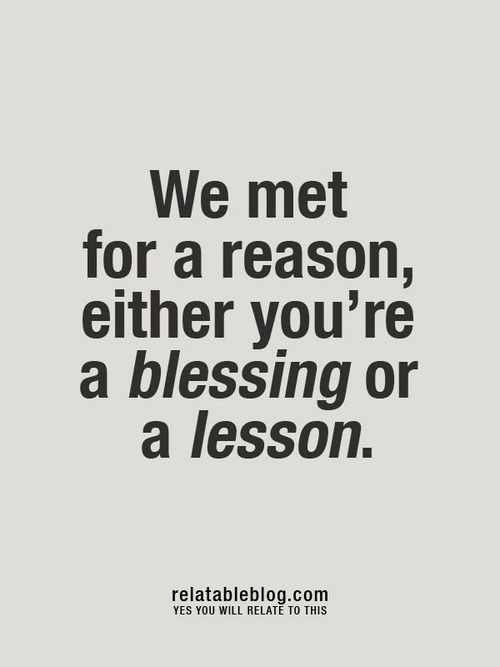 We met
for a reason,
either you’re
a blessing or
a lesson.
relatableblog.com
YES YOU WILL RELATE TO THIS